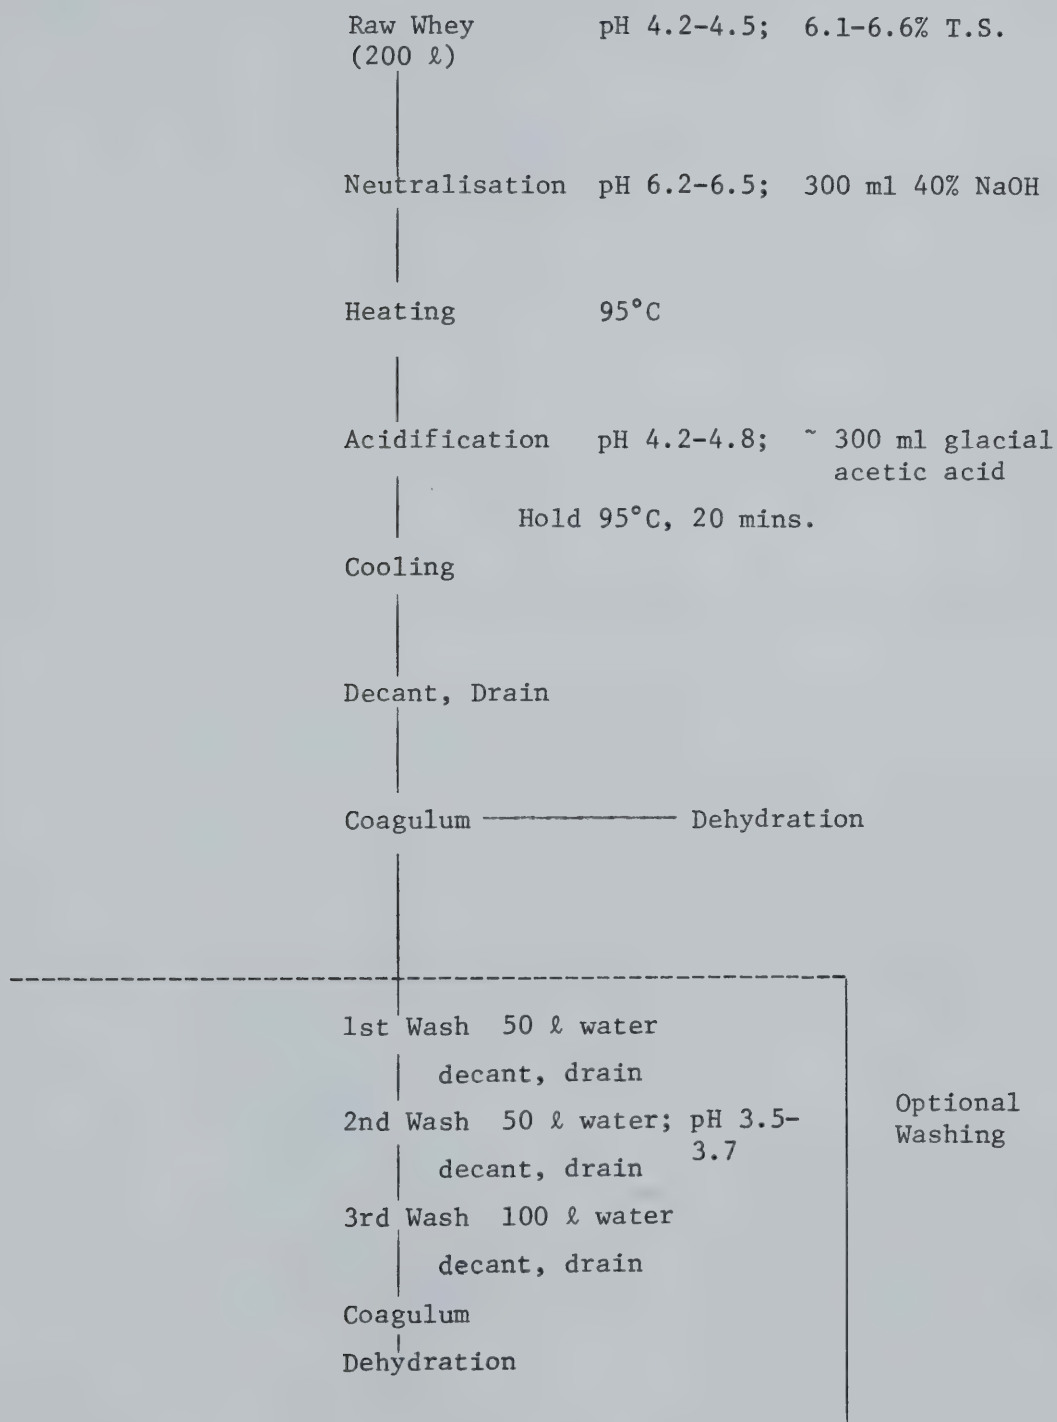 Raw Whey pH 4.2-4.5; 6.1-6.6% T.S.
(200 ℓ)
Neutralisation pH 6.2-6.5; 300 ml 40% NaOH
Heating 95°C
Acidification pH 4.2-4.8; ~ 300 ml glacial
acetic acid
Hold 95°C, 20 mins.
Cooling
Decant, Drain
Coagulum Dehydration
1st Wash 50 ℓ water
decant, drain
2nd Wash 50 ℓ water; pH 3.5-
3.7
decant, drain
3rd Wash 100 ℓ water
decant, drain
Coagulum
Dehydration
Optional
Washing